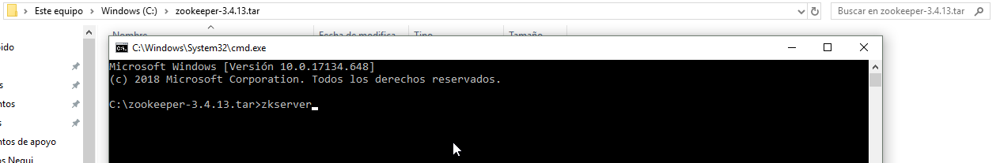 Este equipo > Windows (C:) > zookeeper-3.4.13.tar
Buscar en zookeeper-3.4.13.tar
Nombre Fecha de modifica... Tipo Tamaño
C:\Windows\System32\cmd.exe
Microsoft Windows [Versión 10.0.17134.648]
(c) 2018 Microsoft Corporation. Todos los derechos reservados.
C:\zookeeper-3.4.13.tar>zkserver
ntos de apoyo
os Nequi